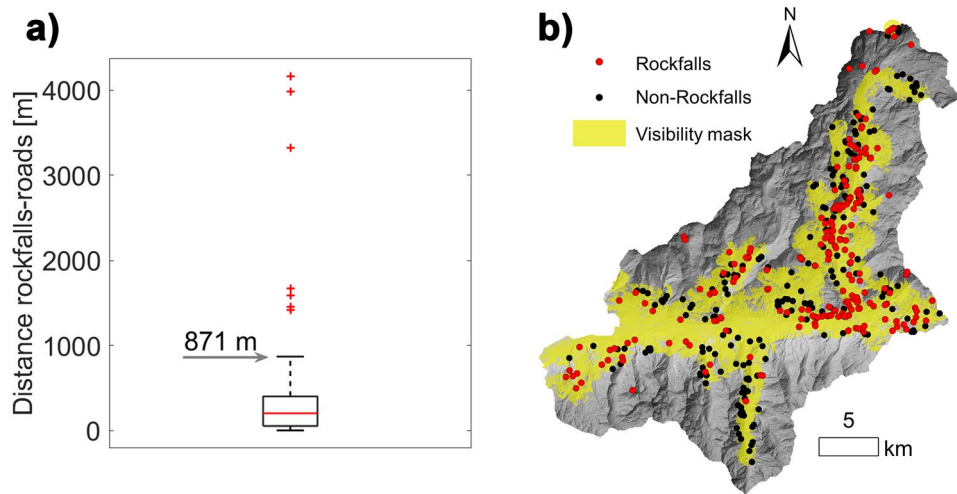 a)
Distance rockfalls-roads [m]
4000
3000
2000
1000
0
871 m
b)
N
Rockfalls
Non-Rockfalls
Visibility mask
5
km